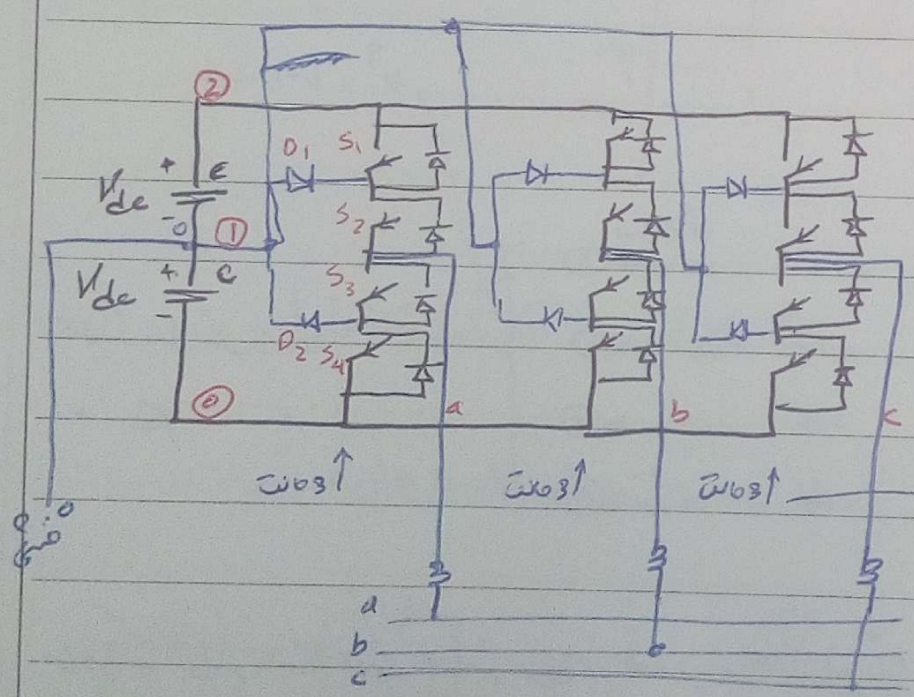 ②
D1 S1
+ E
Vdc
-
o ①
S2
+ E
Vdc
-
S3
D2 S4
⓪
a b c
o
a
b
c